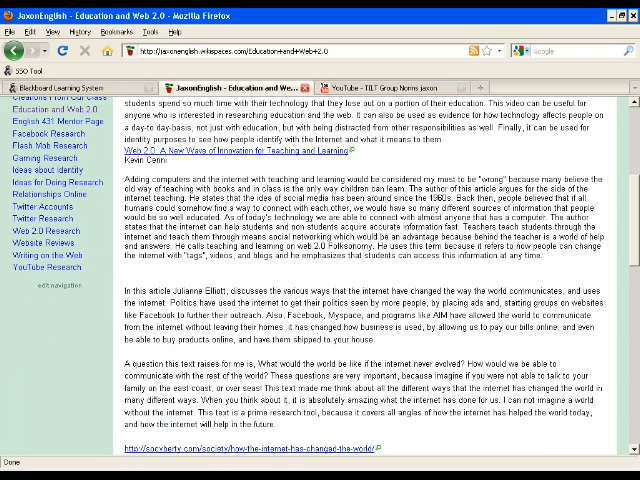 JaxonEnglish - Education and Web 2.0 - Mozilla Firefox
File Edit View History Bookmarks Tools Help
http://jaxonenglish.wikispaces.com/Education+and+Web+2.0
Google
SSO Tool
Blackboard Learning System
JaxonEnglish - Education and We...
YouTube - TILT Group Norms jaxon
Creations From Our Class
Education and Web 2.0
English 431 Mentor Page
Facebook Research
Flash Mob Research
Gaming Research
Ideas about Identity
Ideas for Doing Research
Relationships Online
Twitter Accounts
Twitter Research
Web 2.0 Research
Website Reviews
Writing on the Web
YouTube Research
edit navigation
students spend so much time with their technology that they lose out on a portion of their education. This video can be useful for
anyone who is interested in researching education and the web. It can also be used as evidence for how technology affects people on
a day-to day-basis, not just with education, but with being distracted from other responsibilities as well. Finally, it can be used for
identity purposes to see how people identify with the Internet and what it means to them.
Web 2.0: A New Wave of Innovation for Teaching and Learning
Kevin Cenni
Adding computers and the internet with teaching and learning would be considering my most to be "wrong" because many believe the
old way of teaching with books and in class is the only way children can learn. The author of this article argues for the side of the
internet teaching. He states that the idea of social media has been around since the 1960s. Back then, people believed that if all
humans could somehow find a way to connect with each other, we would have so many different sources of information that people
would be so well educated. As of today's technology we are able to connect with almost anyone that has a computer. The author
states that the internet can help students and non students acquire accurate information fast. Teachers teach students through the
internet and teach them through means social networking which would be an advantage because behind the teacher is a world of help
and answers. He calls teaching and learning on web 2.0 Folksonomy. He uses this term because it refers to how people can change
the internet with "tags", videos, and blogs and he emphasizes that students can access this information at any time.
In this article Julianne Elliott, discusses the various ways that the internet have changed the way the world communicates, and uses
the internet. Politics have used the internet to get their politics seen by more people, by placing ads and, starting groups on websites
like Facebook to further their outreach. Also, Facebook, Myspace, and programs like AIM have allowed the world to communicate
from the internet without leaving their homes. it has changed how business is used, by allowing us to pay our bills online, and even
be able to buy products online, and have them shipped to your house.
A question this text raises for me is, What would the world be like if the internet never evolved? How would we be able to
communicate with the rest of the world? These questions are very important, because imagine if you were not able to talk to your
family on the east coast, or over seas! This text made me think about all the different ways that the internet has changed the world in
many different ways. When you think about it, it is absolutely amazing what the internet has done for us. I can not imagine a world
without the internet. This text is a prime research tool, because it covers all angles of how the internet has helped the world today,
and how the internet will help in the future.
http://socyberty.com/society/how-the-internet-has-changed-the-world/
Done